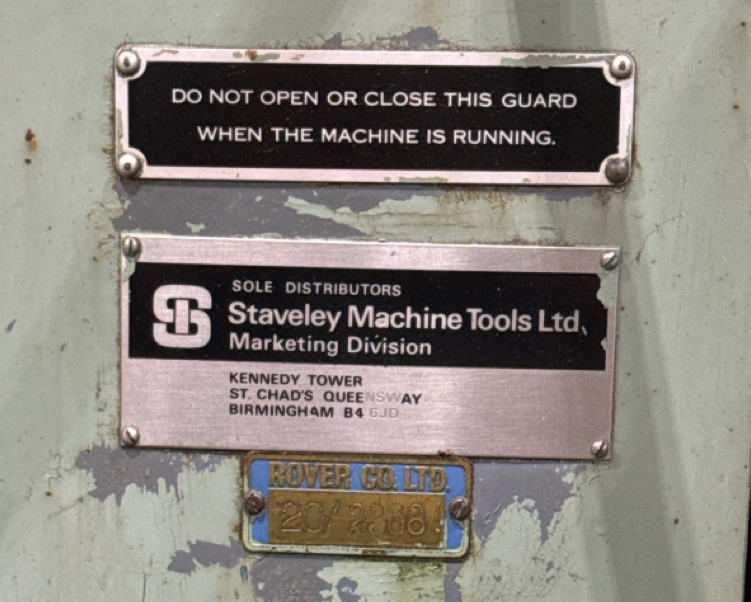 DO NOT OPEN OR CLOSE THIS GUARD
WHEN THE MACHINE IS RUNNING.
SOLE DISTRIBUTORS
Staveley Machine Tools Ltd,
Marketing Division
KENNEDY TOWER
ST. CHAD'S QUEENSWAY
BIRMINGHAM B4 6JD
ROVER CO. LTD.